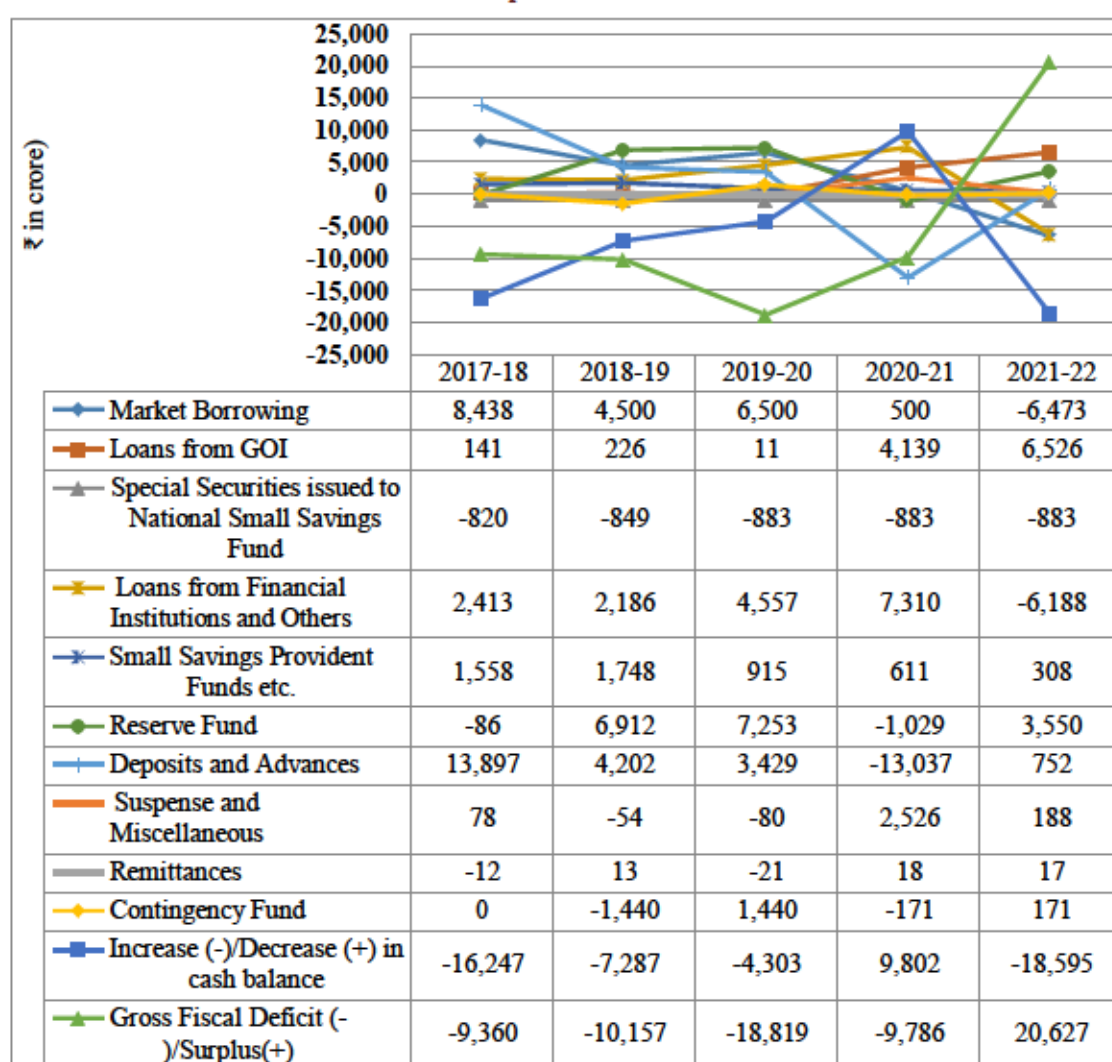 25,000
20,000
15,000
10,000
5,000
0
-5,000
-10,000
-15,000
-20,000
-25,000
₹ in crore)
2017-18 2018-19 2019-20 2020-21 2021-22
Market Borrowing 8,438 4,500 6,500 500 -6,473
Loans from GOI 141 226 11 4,139 6,526
Special Securities issued to
National Small Savings
Fund
-820 -849 -883 -883 -883
Loans from Financial
Institutions and Others
2,413 2,186 4,557 7,310 -6,188
Small Savings Provident
Funds etc.
1,558 1,748 915 611 308
Reserve Fund -86 6,912 7,253 -1,029 3,550
Deposits and Advances 13,897 4,202 3,429 -13,037 752
Suspense and
Miscellaneous
78 -54 -80 2,526 188
Remittances -12 13 -21 18 17
Contingency Fund 0 -1,440 1,440 -171 171
Increase (-)/Decrease (+) in
cash balance
-16,247 -7,287 -4,303 9,802 -18,595
Gross Fiscal Deficit (-
)/Surplus(+)
-9,360 -10,157 -18,819 -9,786 20,627